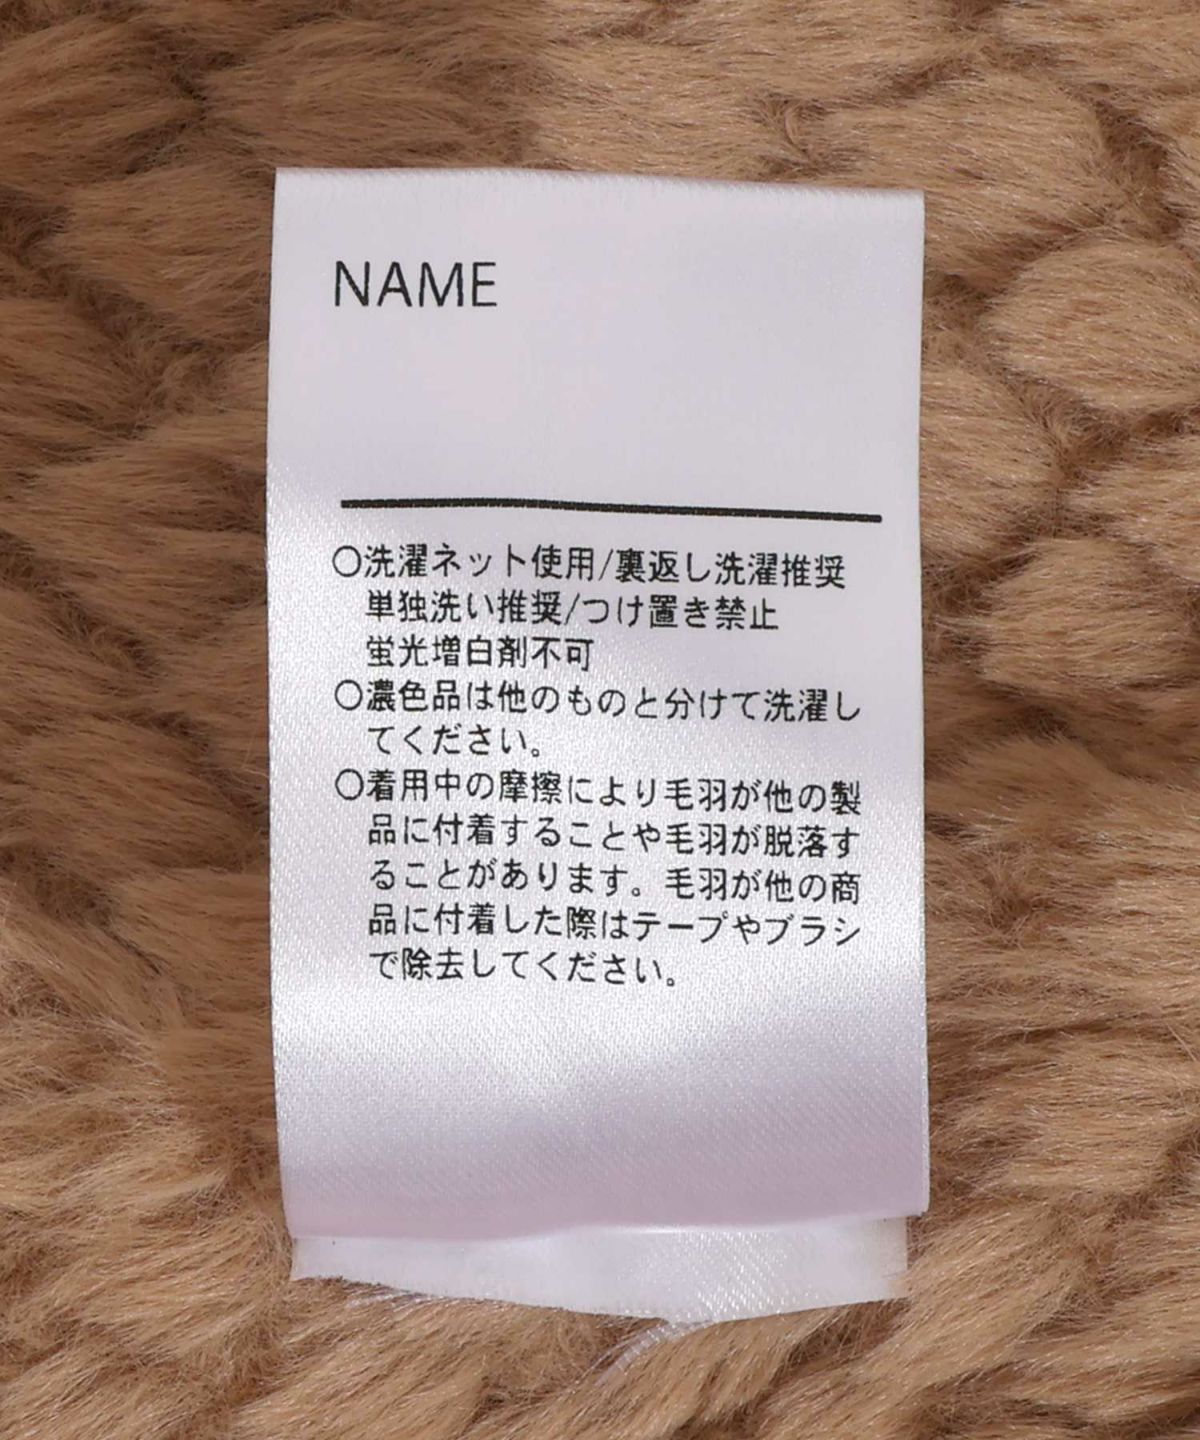 NAME
○洗濯ネット使用/裏返し洗濯推奨
単独洗い推奨/つけ置き禁止
蛍光増白剤不可
○濃色品は他のものと分けて洗濯し
てください。
○着用中の摩擦により毛羽が他の製
品に付着することや毛羽が脱落す
ることがあります。毛羽が他の商
品に付着した際はテープやブラシ
で除去してください。